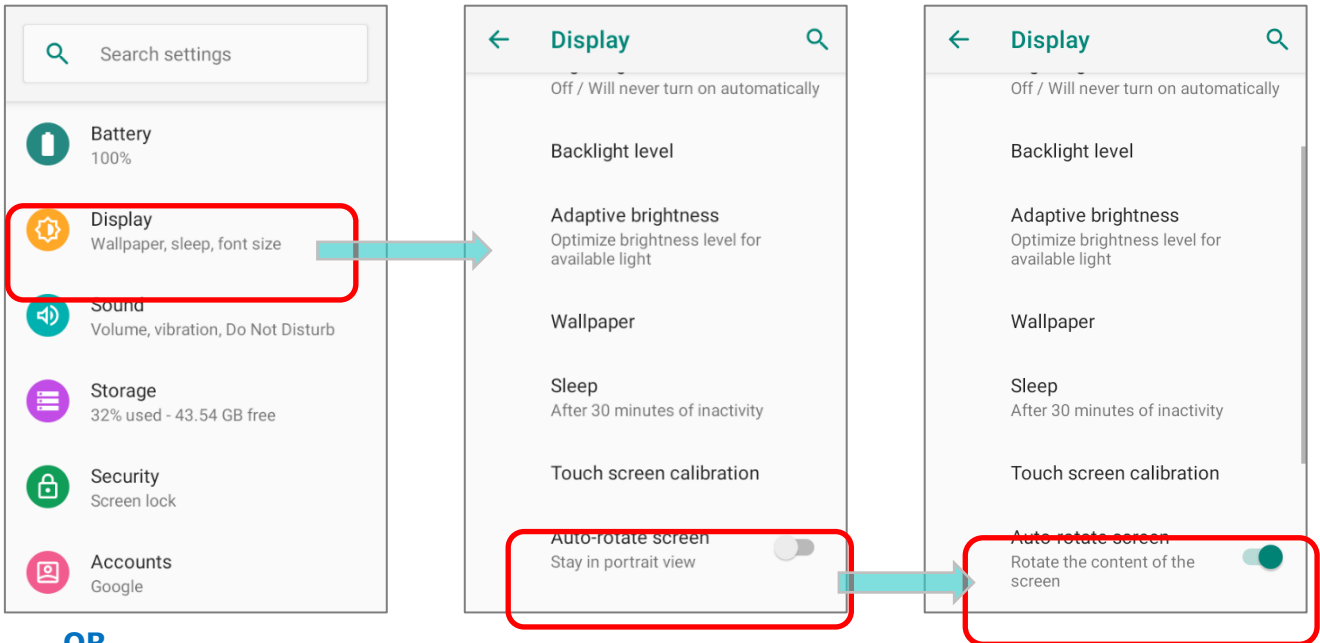 Search settings
Battery
100%
Display
Wallpaper, sleep, font size
Sound
Volume, vibration, Do Not Disturb
Storage
32% used - 43.54 GB free
Security
Screen lock
Accounts
Google
Display
Off / Will never turn on automatically
Backlight level
Adaptive brightness
Optimize brightness level for
available light
Wallpaper
Sleep
After 30 minutes of inactivity
Touch screen calibration
Auto-rotate screen
Stay in portrait view
Display
Off / Will never turn on automatically
Backlight level
Adaptive brightness
Optimize brightness level for
available light
Wallpaper
Sleep
After 30 minutes of inactivity
Touch screen calibration
Auto-rotate screen
Rotate the content of the
screen
OR